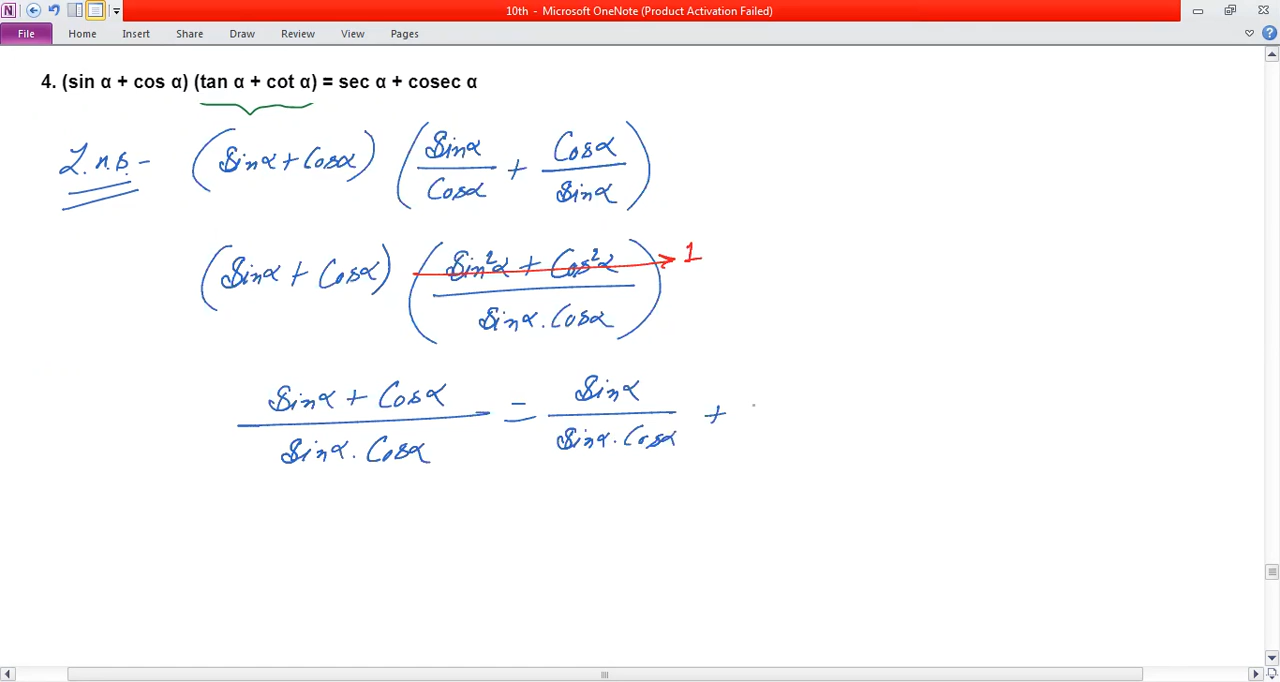 10th - Microsoft OneNote (Product Activation Failed)
File Home Insert Share Draw Review View Pages
4. (sin α + cos α) (tan α + cot α) = sec α + cosec α
L.H.S. - (Sinα + Cosα) (Sinα/Cosα + Cosα/Sinα)
(Sinα + Cosα) (Sin²α + Cos²α/Sinα.Cosα) → 1
Sinα + Cosα/Sinα.Cosα = Sinα/Sinα.Cosα +